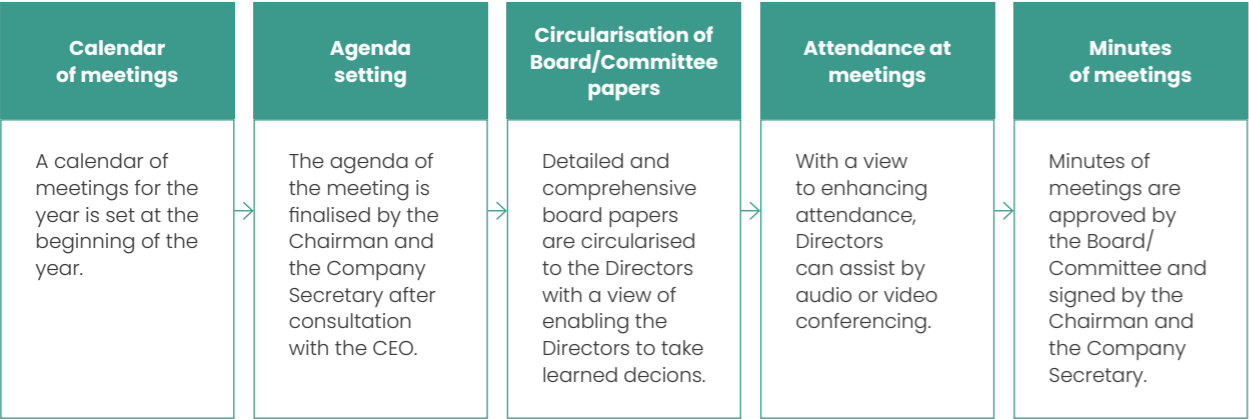 Calendar
of meetings
A calendar of
meetings for the
year is set at the
beginning of the
year.
Agenda
setting
The agenda of
the meeting is
finalised by the
Chairman and
the Company
Secretary after
consultation
with the CEO.
Circularisation of
Board/Committee
papers
Detailed and
comprehensive
board papers
are circularised
to the Directors
with a view of
enabling the
Directors to take
learned decions.
Attendance at
meetings
With a view
to enhancing
attendance,
Directors
can assist by
audio or video
conferencing.
Minutes
of meetings
Minutes of
meetings are
approved by
the Board/
Committee and
signed by the
Chairman and
the Company
Secretary.